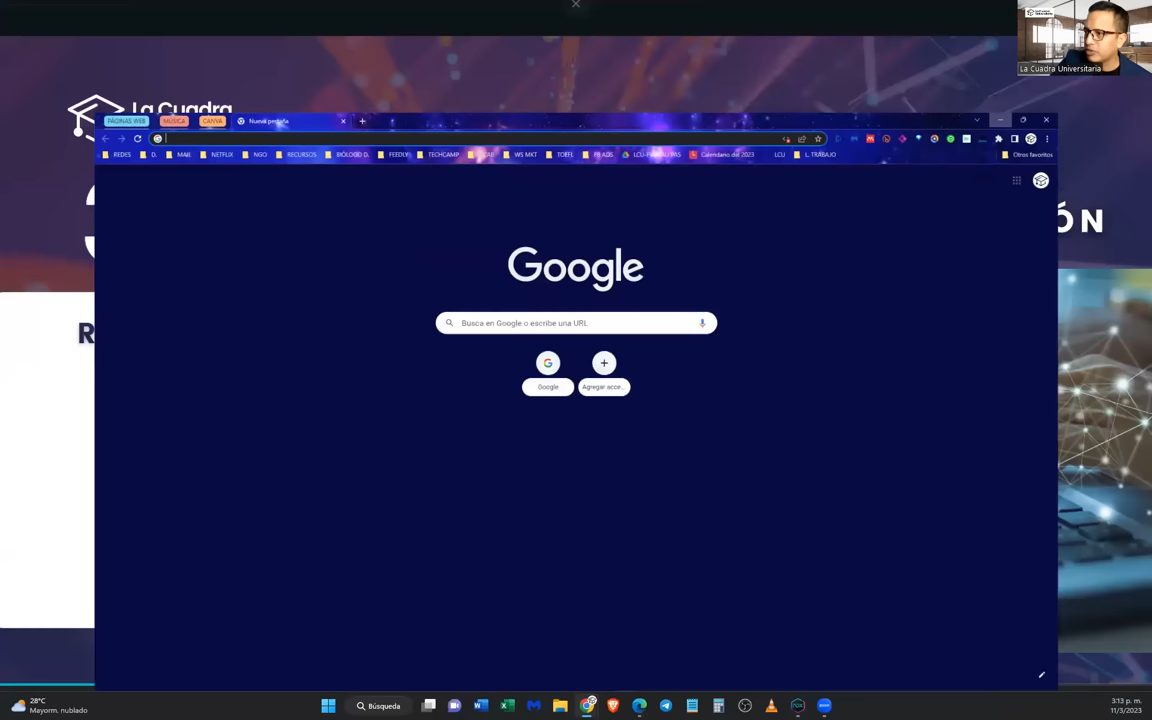 La Cuadra Universitaria
La Cuadra
PÁGINAS WEB
MÚSICA
CANVA
Nueva pestaña
REDES
D.
MAIL
NETFLIX
NGO
RECURSOS
BIÓLOGO D.
FEEDLY
TECHCAMP
WS MKT
TOEFL
FB ADS
Calendario del 2023
LCU
L. TRABAJO
Otros favoritos
ÓN
Google
Busca en Google o escribe una URL
R
Google
Agregar acce...
28°C
Mayorm. nublado
Búsqueda
3:13 p. m.
11/3/2023